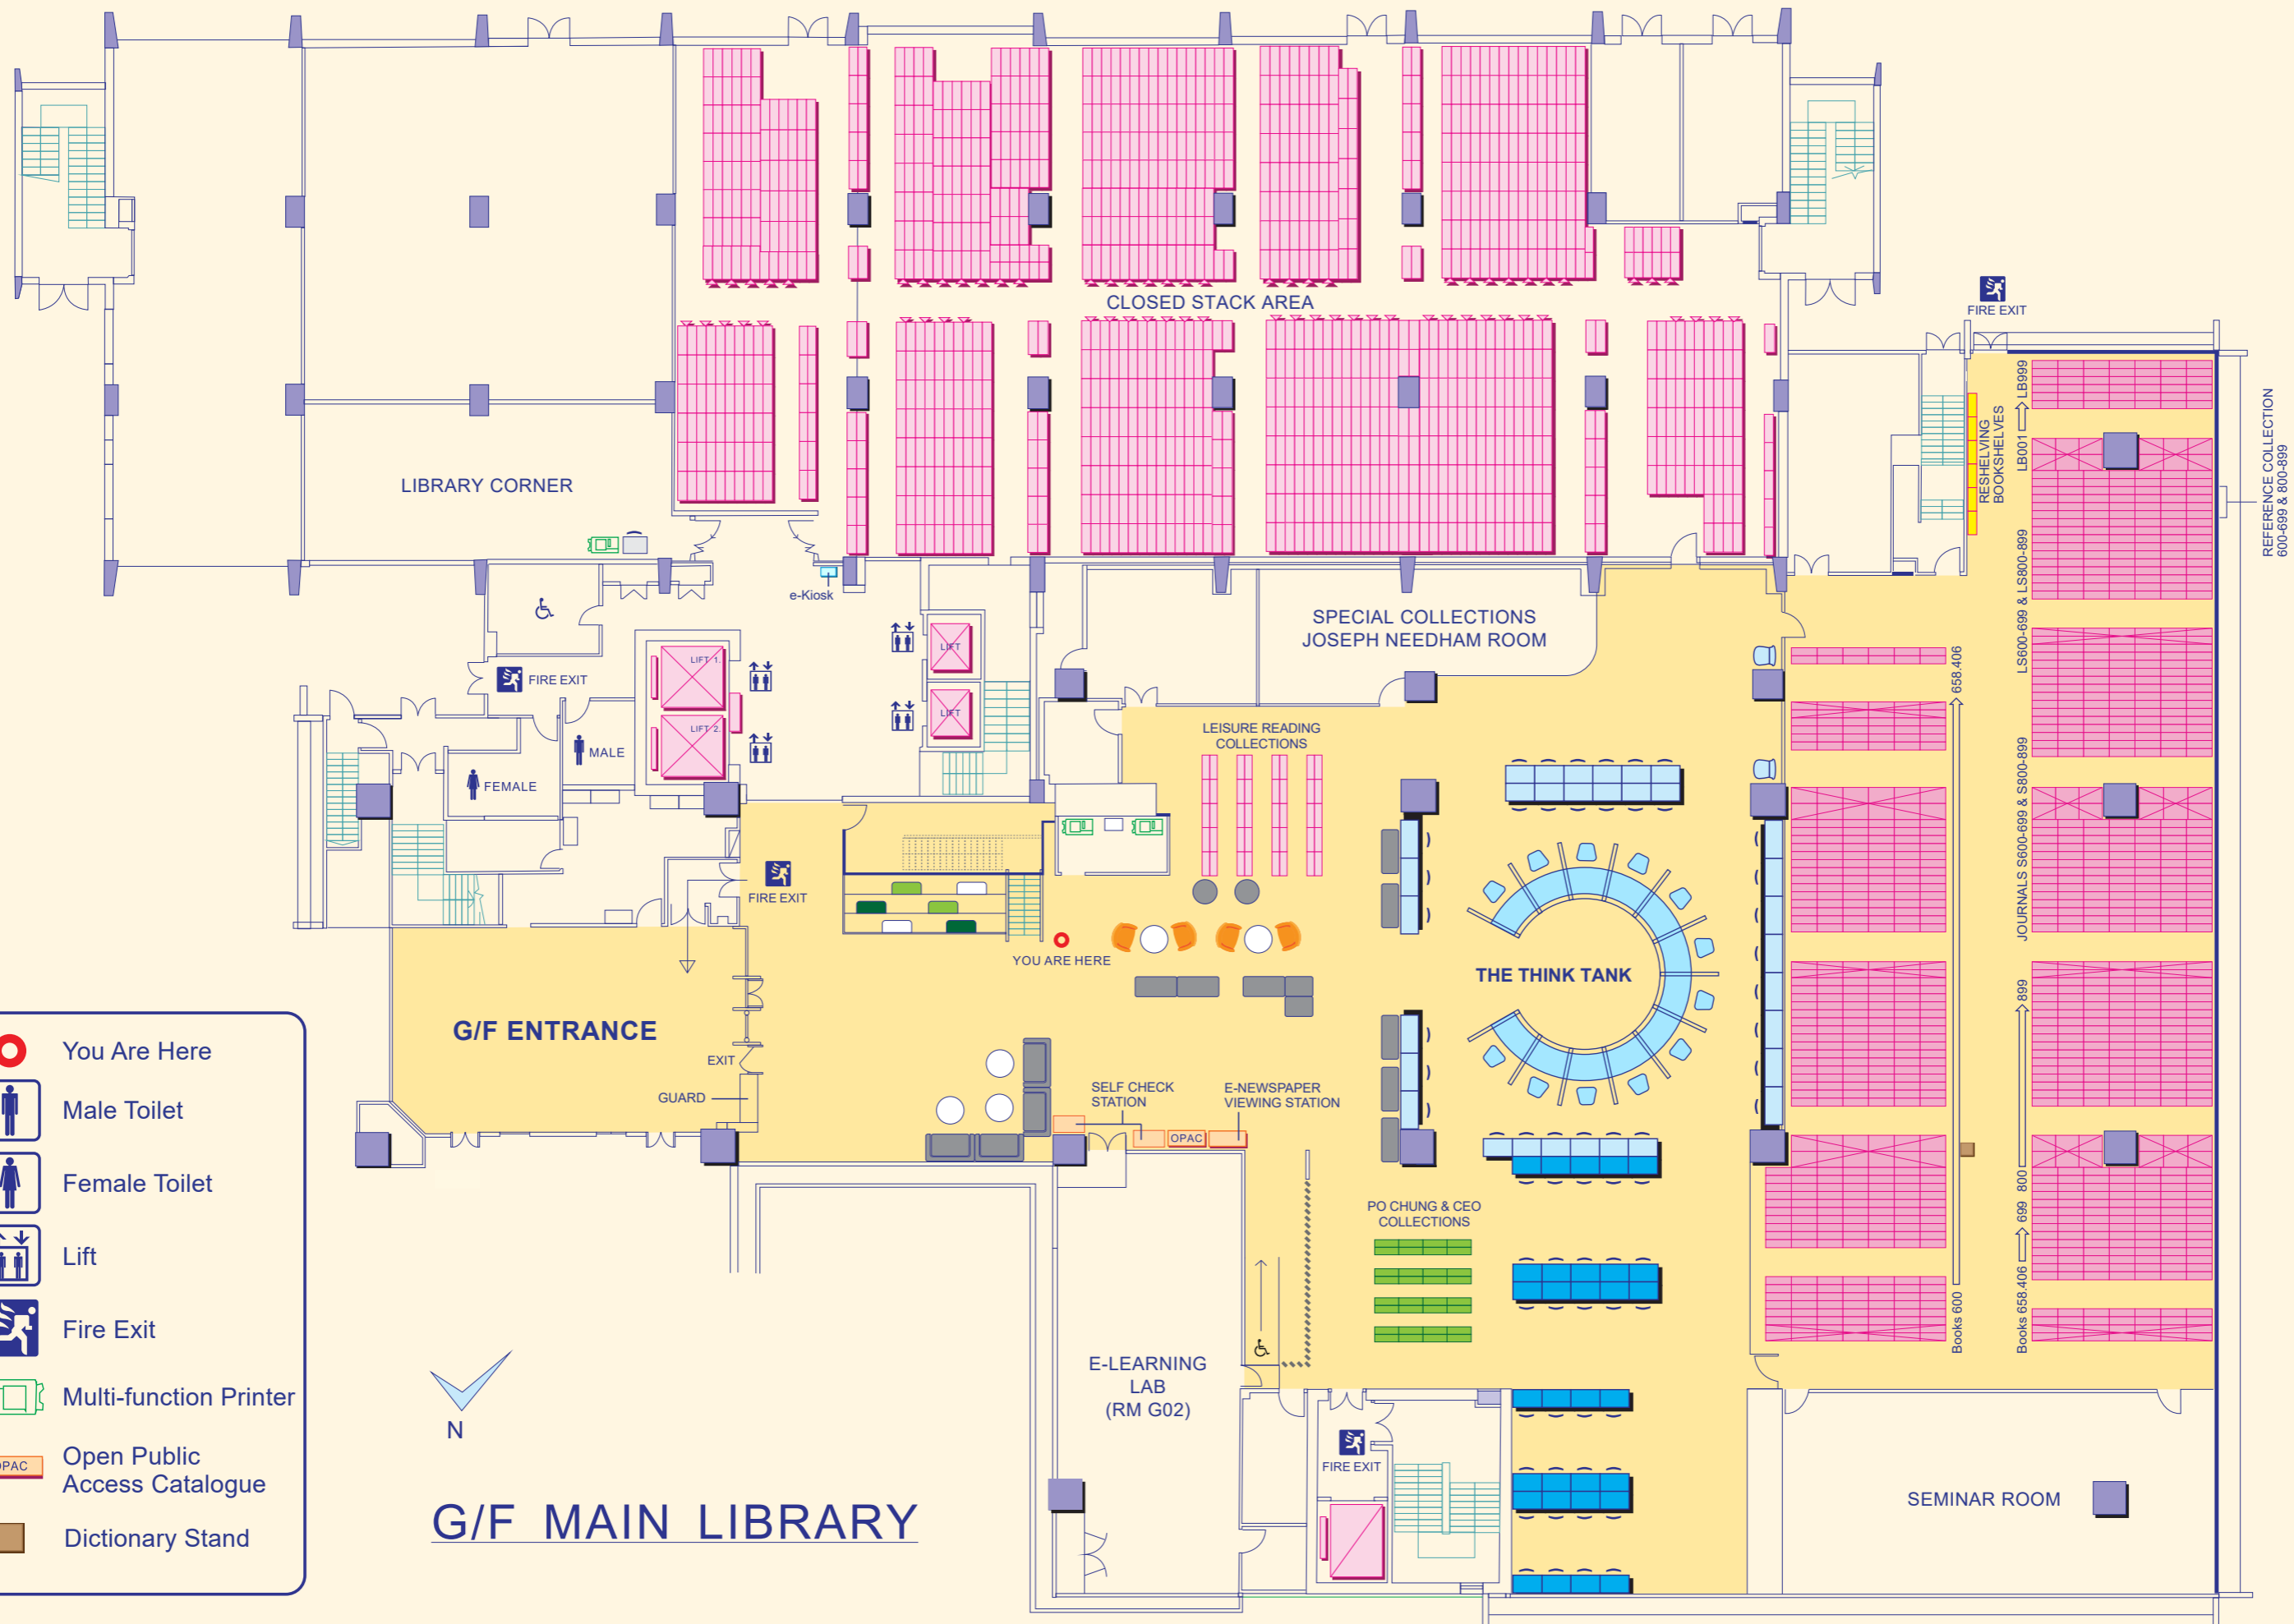 CLOSED STACK AREA
FIRE EXIT
LIBRARY CORNER
RESHELVING
BOOKSHELVES
LB001
LB999
REFERENCE COLLECTION
600-699 & 800-899
LS600-699 & LS800-899
JOURNALS S600-699 & S800-899
e-Kiosk
SPECIAL COLLECTIONS
JOSEPH NEEDHAM ROOM
LIFT
LIFT
LIFT 1.
LIFT 2.
FIRE EXIT
MALE
FEMALE
LEISURE READING
COLLECTIONS
658.406
FIRE EXIT
YOU ARE HERE
THE THINK TANK
G/F ENTRANCE
EXIT
GUARD
SELF CHECK
STATION
E-NEWSPAPER
VIEWING STATION
OPAC
899
800
699
Books 658.406
Books 600
PO CHUNG & CEO
COLLECTIONS
E-LEARNING
LAB
(RM G02)
FIRE EXIT
SEMINAR ROOM
You Are Here
Male Toilet
Female Toilet
Lift
Fire Exit
Multi-function Printer
OPAC
Open Public
Access Catalogue
Dictionary Stand
N
G/F MAIN LIBRARY